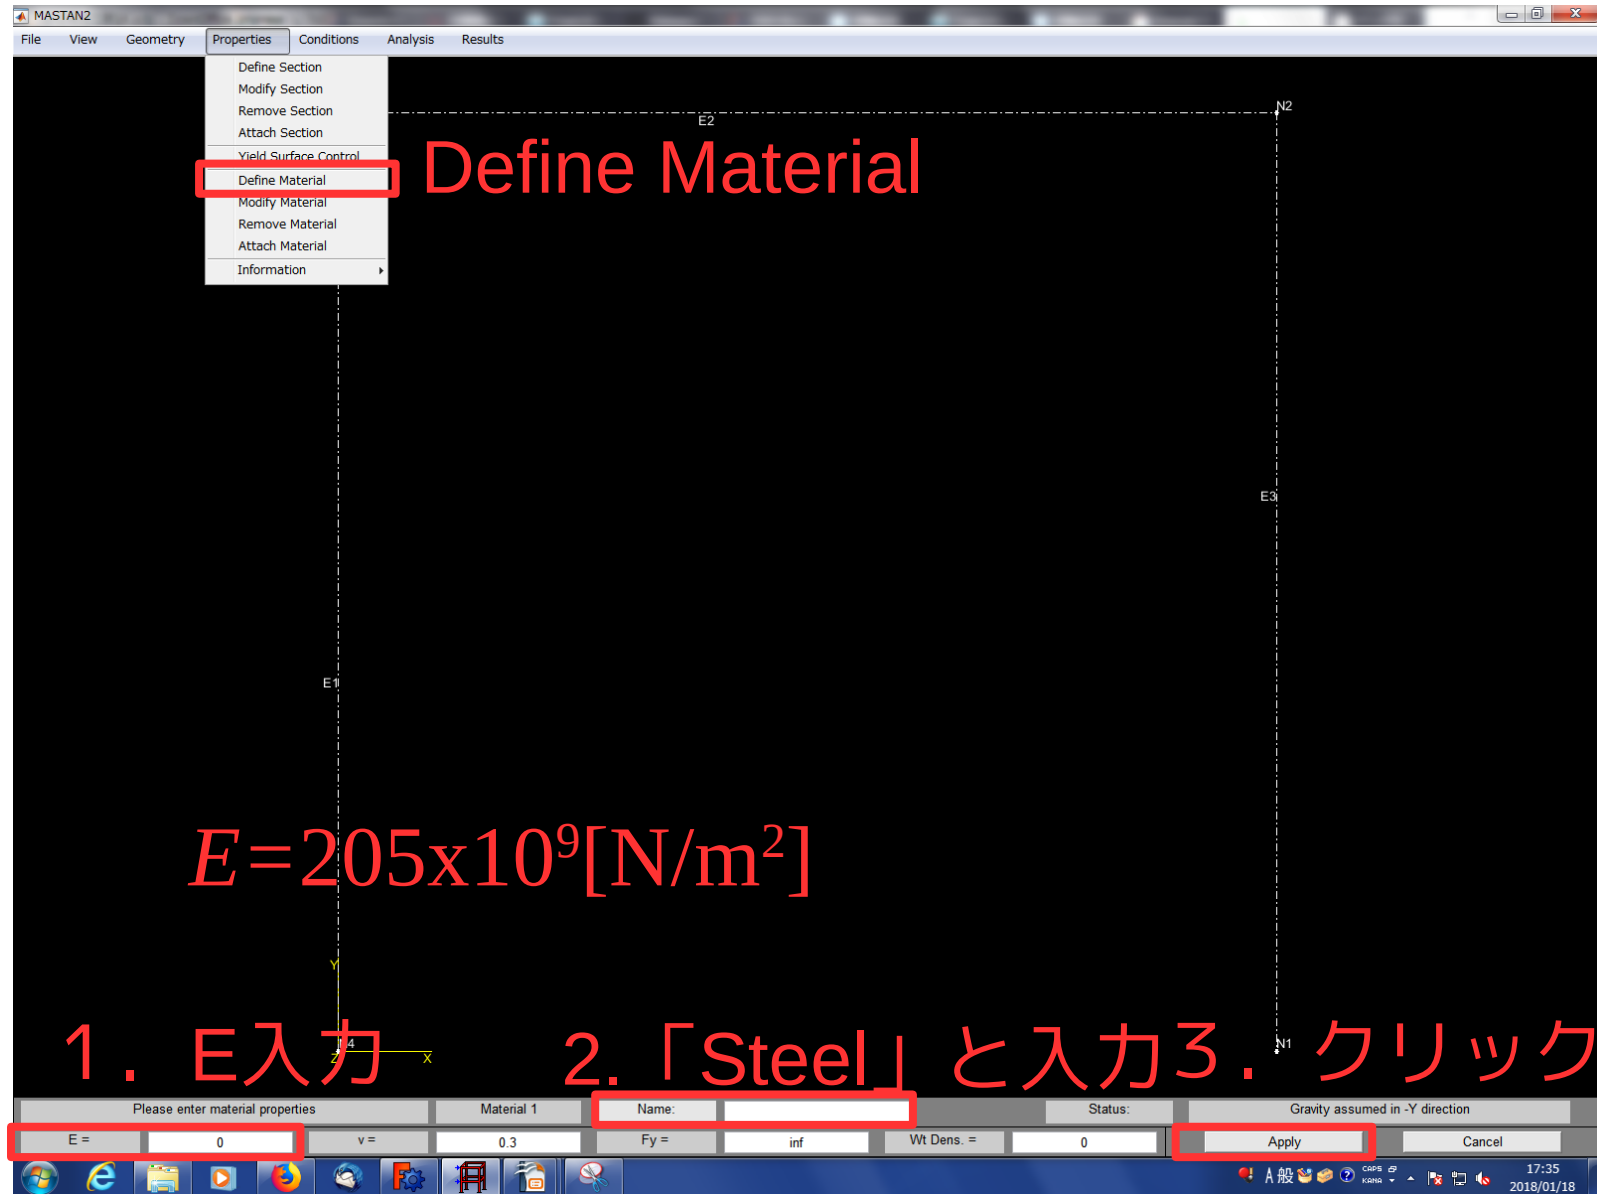 MASTAN2
File View Geometry Properties Conditions Analysis Results
Define Section
Modify Section
Remove Section
Attach Section
Yield Surface Control
Define Material
Modify Material
Remove Material
Attach Material
Information
Define Material
E2
N2
E3
E1
E=205x10⁹[N/m²]
Y
N4
Z
X
N1
1. E入力
2.「Steel」と入力
3. クリック
Please enter material properties Material 1 Name: Status: Gravity assumed in -Y direction
E = 0 v = 0.3 Fy = inf Wt Dens. = 0 Apply Cancel
A 般 CAPS KANA 17:35
2018/01/18